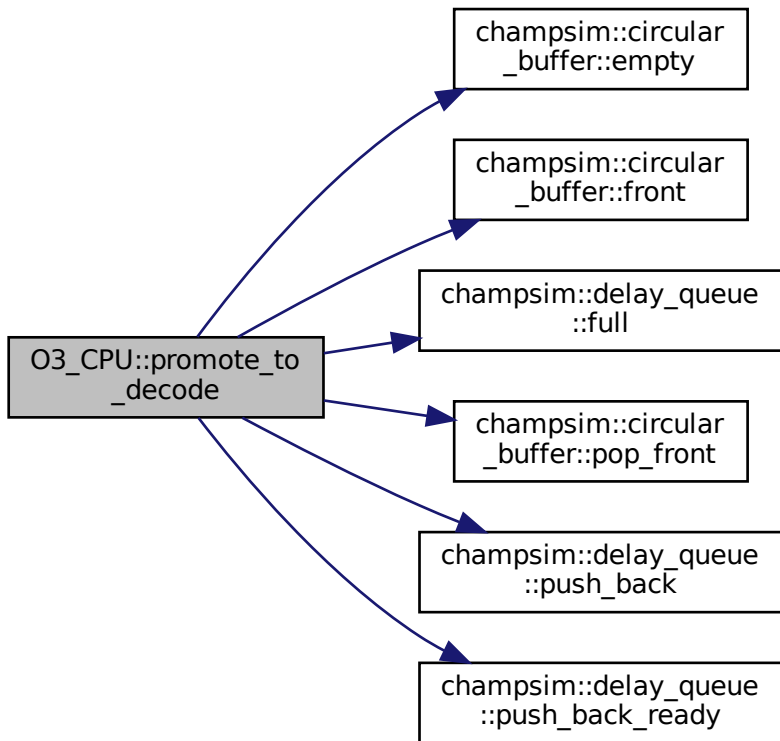 champsim::circular
_buffer::empty
champsim::circular
_buffer::front
champsim::delay_queue
::full
O3_CPU::promote_to
_decode
champsim::circular
_buffer::pop_front
champsim::delay_queue
::push_back
champsim::delay_queue
::push_back_ready